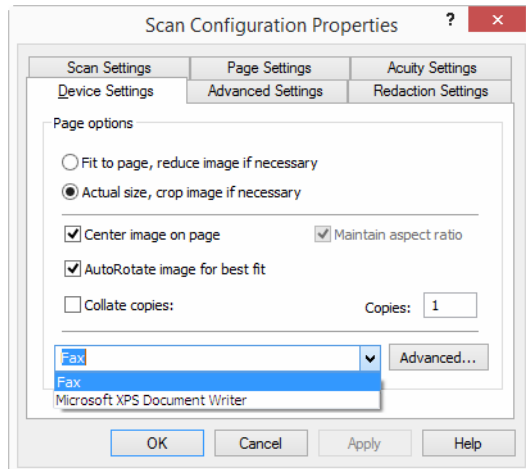 Scan Configuration Properties ? ×
Scan Settings Page Settings Acuity Settings
Device Settings Advanced Settings Redaction Settings
Page options
Fit to page, reduce image if necessary
Actual size, crop image if necessary
Center image on page Maintain aspect ratio
AutoRotate image for best fit
Collate copies: Copies: 1
Fax Advanced...
Fax
Microsoft XPS Document Writer
OK Cancel Apply Help